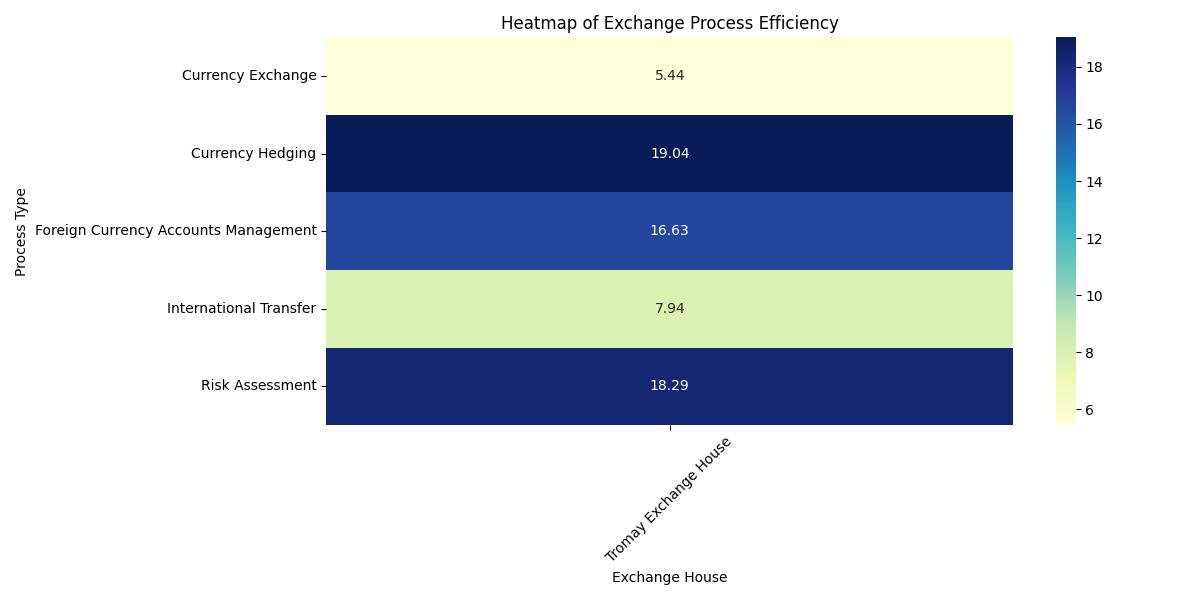 Heatmap of Exchange Process Efficiency
Process Type
Currency Exchange
5.44
Currency Hedging
19.04
Foreign Currency Accounts Management
16.63
International Transfer
7.94
Risk Assessment
18.29
Tromay Exchange House
Exchange House
18
16
14
12
10
8
6